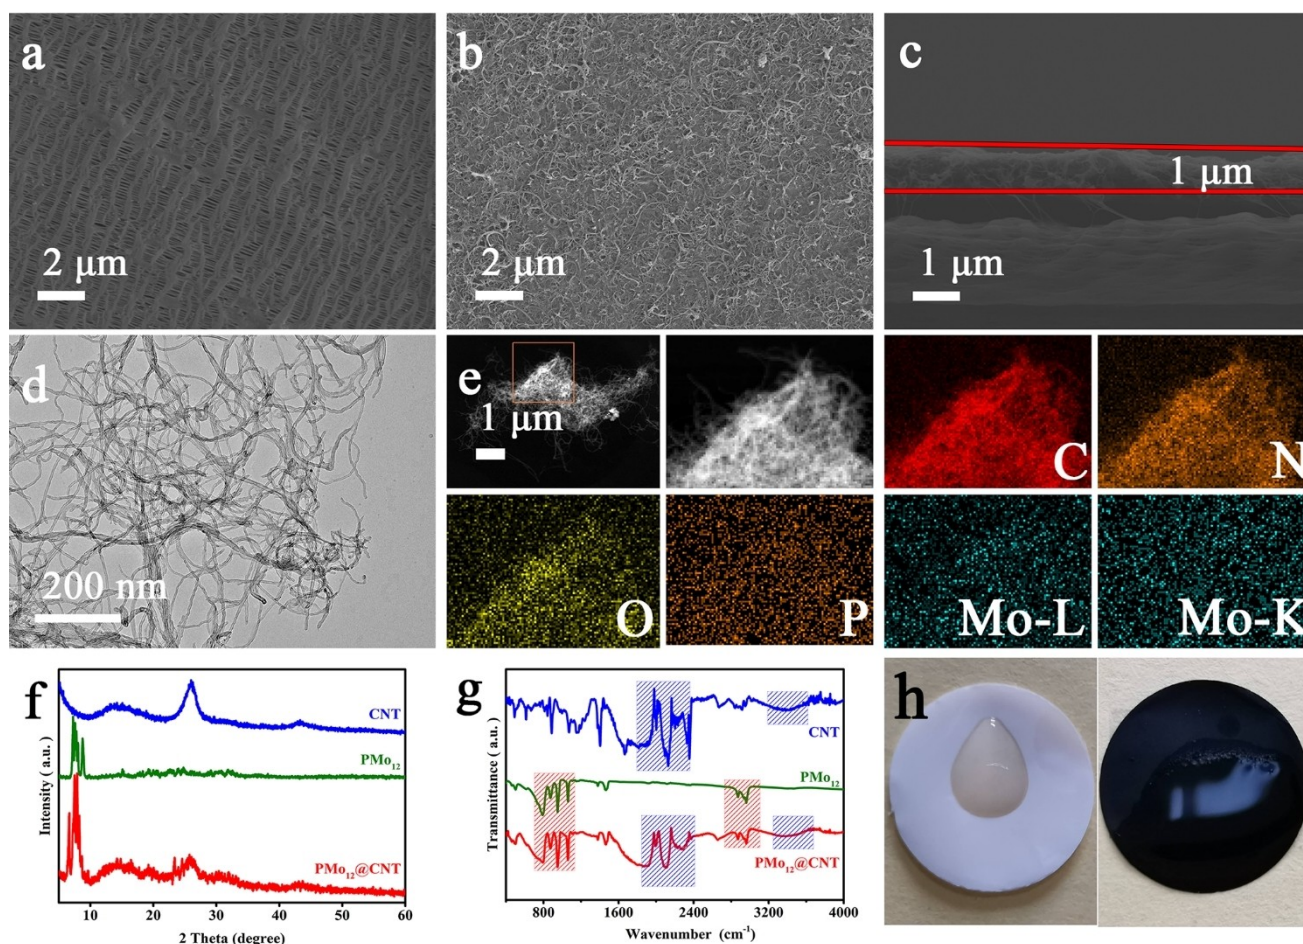 a
2 μm
b
2 μm
c
1 μm
1 μm
d
200 nm
e
1 μm
C
N
O
P
Mo-L
Mo-K
f
Intensity ( a.u. )
CNT
PMo₁₂
PMo₁₂@CNT
10 20 30 40 50 60
2 Theta (degree)
g
Transmittance ( a.u. )
CNT
PMo₁₂
PMo₁₂@CNT
800 1600 2400 3200 4000
Wavenumber (cm⁻¹)
h